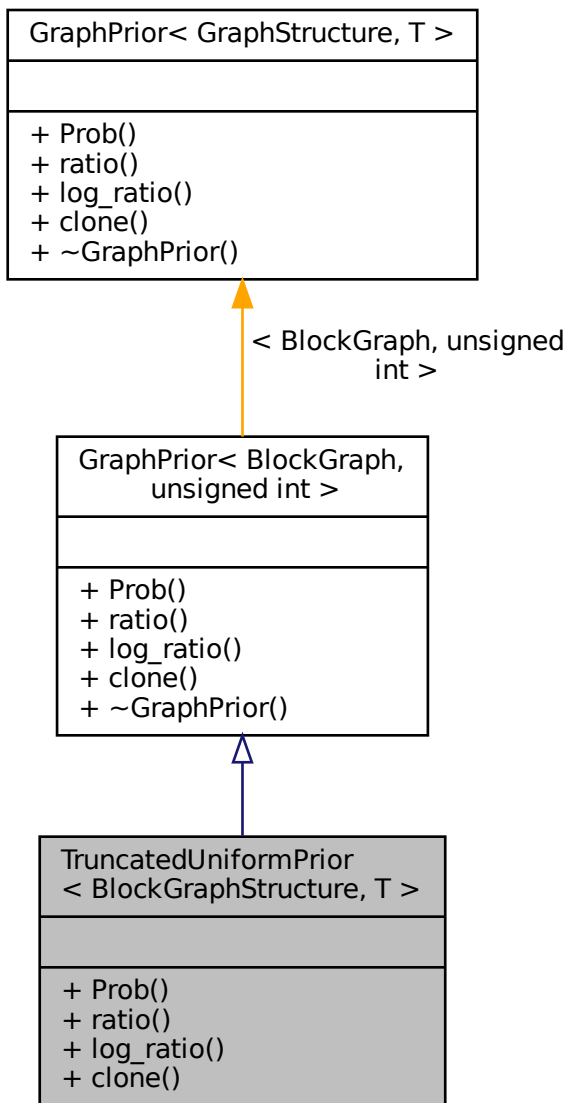 GraphPrior< GraphStructure, T >
+ Prob()
+ ratio()
+ log_ratio()
+ clone()
+ ~GraphPrior()
< BlockGraph, unsigned
int >
GraphPrior< BlockGraph,
unsigned int >
+ Prob()
+ ratio()
+ log_ratio()
+ clone()
+ ~GraphPrior()
TruncatedUniformPrior
< BlockGraphStructure, T >
+ Prob()
+ ratio()
+ log_ratio()
+ clone()